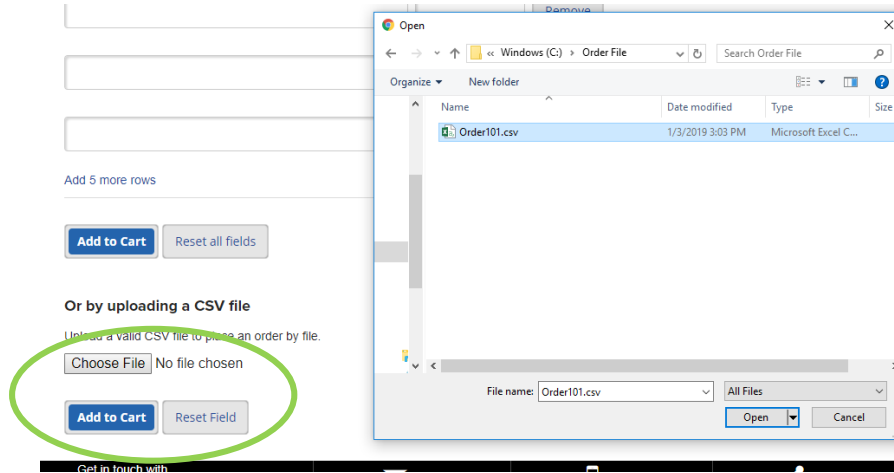 Remove
Open
« Windows (C:) › Order File
Search Order File
Organize
New folder
?
Name
Date modified
Type
Size
Order101.csv
1/3/2019 3:03 PM
Microsoft Excel C...
Add 5 more rows
Add to Cart
Reset all fields
Or by uploading a CSV file
Upload a valid CSV file to place an order by file.
Choose File No file chosen
File name: Order101.csv
All Files
Open
Cancel
Add to Cart
Reset Field
Get in touch with